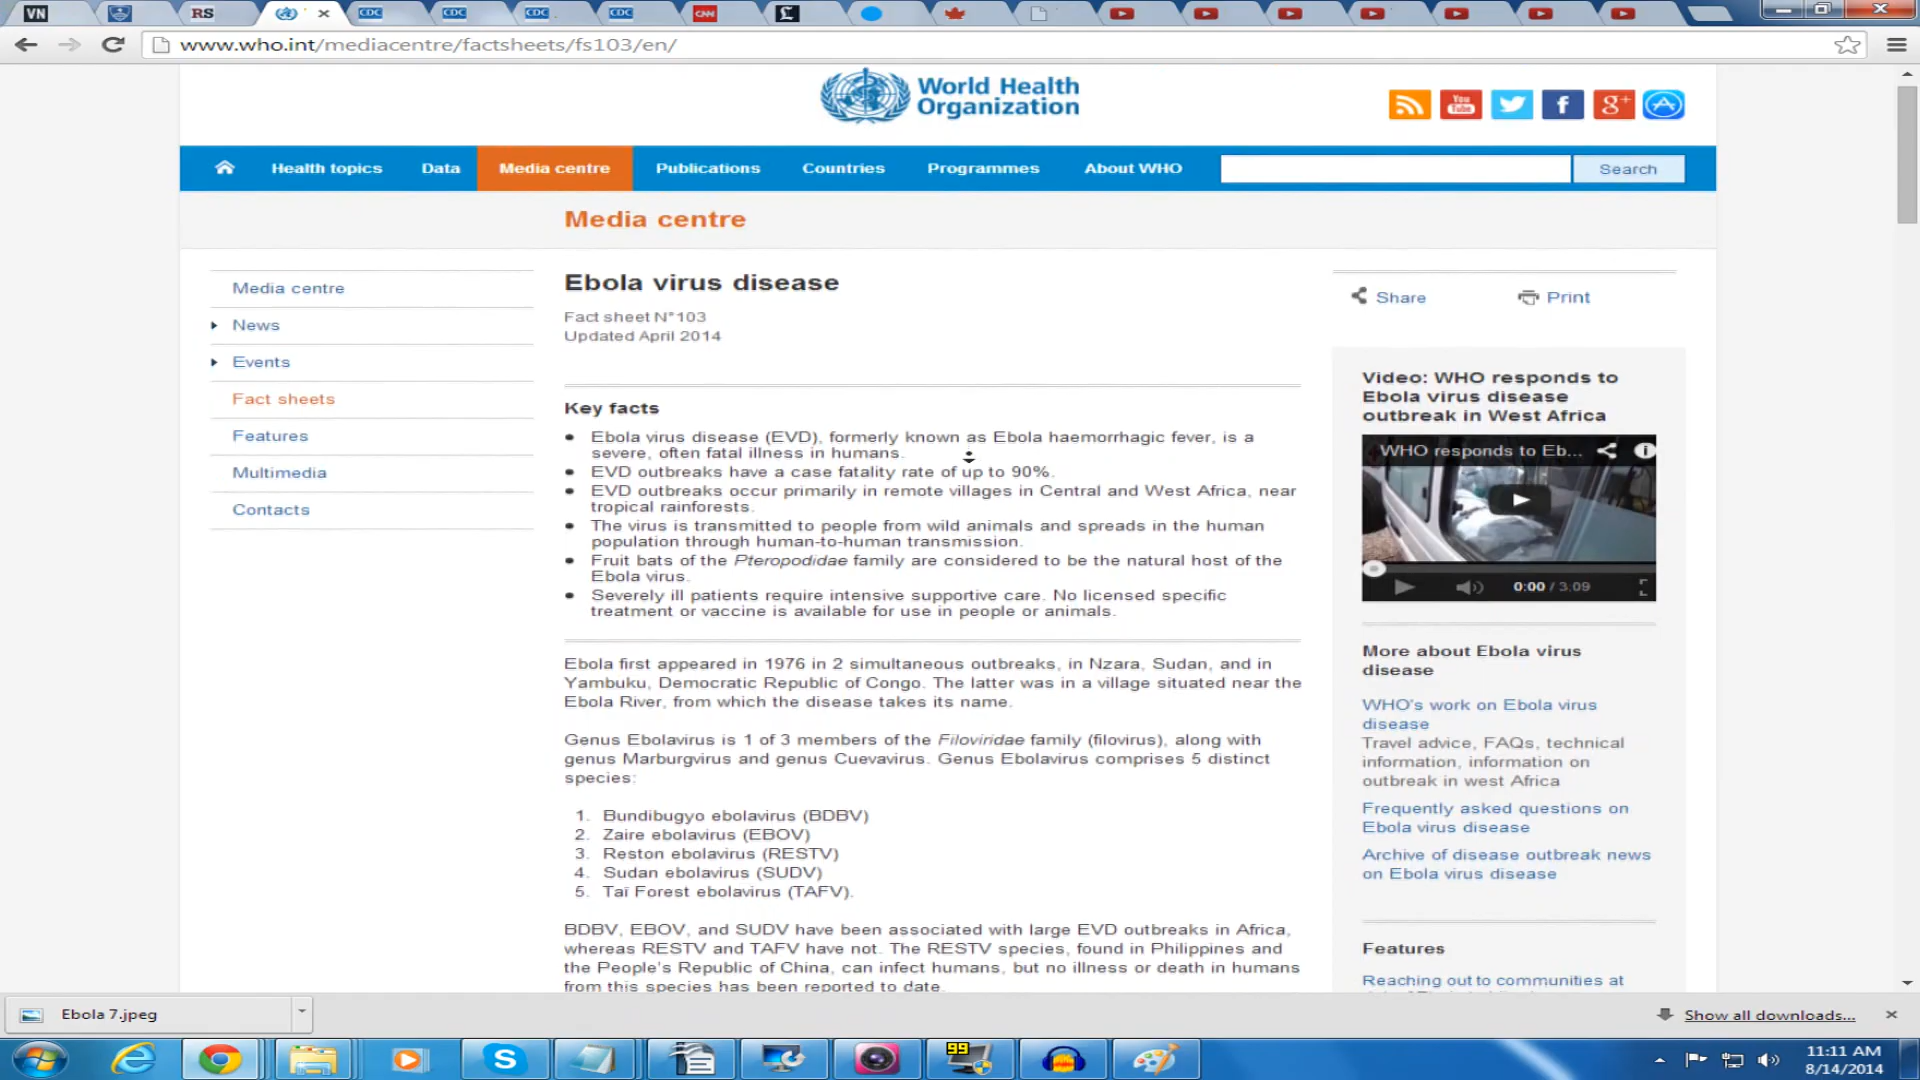 VN
RS
CDC
CDC
CDC
CDC
CNN
www.who.int/mediacentre/factsheets/fs103/en/
World Health
Organization
You
Tube
Health topics
Data
Media centre
Publications
Countries
Programmes
About WHO
Search
Media centre
Media centre
News
Events
Fact sheets
Features
Multimedia
Contacts
Ebola virus disease
Fact sheet N°103
Updated April 2014
Key facts
• Ebola virus disease (EVD), formerly known as Ebola haemorrhagic fever, is a
severe, often fatal illness in humans.
• EVD outbreaks have a case fatality rate of up to 90%.
• EVD outbreaks occur primarily in remote villages in Central and West Africa, near
tropical rainforests.
• The virus is transmitted to people from wild animals and spreads in the human
population through human-to-human transmission.
• Fruit bats of the Pteropodidae family are considered to be the natural host of the
Ebola virus.
• Severely ill patients require intensive supportive care. No licensed specific
treatment or vaccine is available for use in people or animals.
Ebola first appeared in 1976 in 2 simultaneous outbreaks, in Nzara, Sudan, and in
Yambuku, Democratic Republic of Congo. The latter was in a village situated near the
Ebola River, from which the disease takes its name.
Genus Ebolavirus is 1 of 3 members of the Filoviridae family (filovirus), along with
genus Marburgvirus and genus Cuevavirus. Genus Ebolavirus comprises 5 distinct
species:
1. Bundibugyo ebolavirus (BDBV)
2. Zaire ebolavirus (EBOV)
3. Reston ebolavirus (RESTV)
4. Sudan ebolavirus (SUDV)
5. Taï Forest ebolavirus (TAFV).
BDBV, EBOV, and SUDV have been associated with large EVD outbreaks in Africa,
whereas RESTV and TAFV have not. The RESTV species, found in Philippines and
the People's Republic of China, can infect humans, but no illness or death in humans
from this species has been reported to date.
Share
Print
Video: WHO responds to
Ebola virus disease
outbreak in West Africa
WHO responds to Eb...
0:00 / 3:09
More about Ebola virus
disease
WHO's work on Ebola virus
disease
Travel advice, FAQs, technical
information, information on
outbreak in west Africa
Frequently asked questions on
Ebola virus disease
Archive of disease outbreak news
on Ebola virus disease
Features
Reaching out to communities at
Ebola 7.jpeg
Show all downloads...
99
11:11 AM
8/14/2014